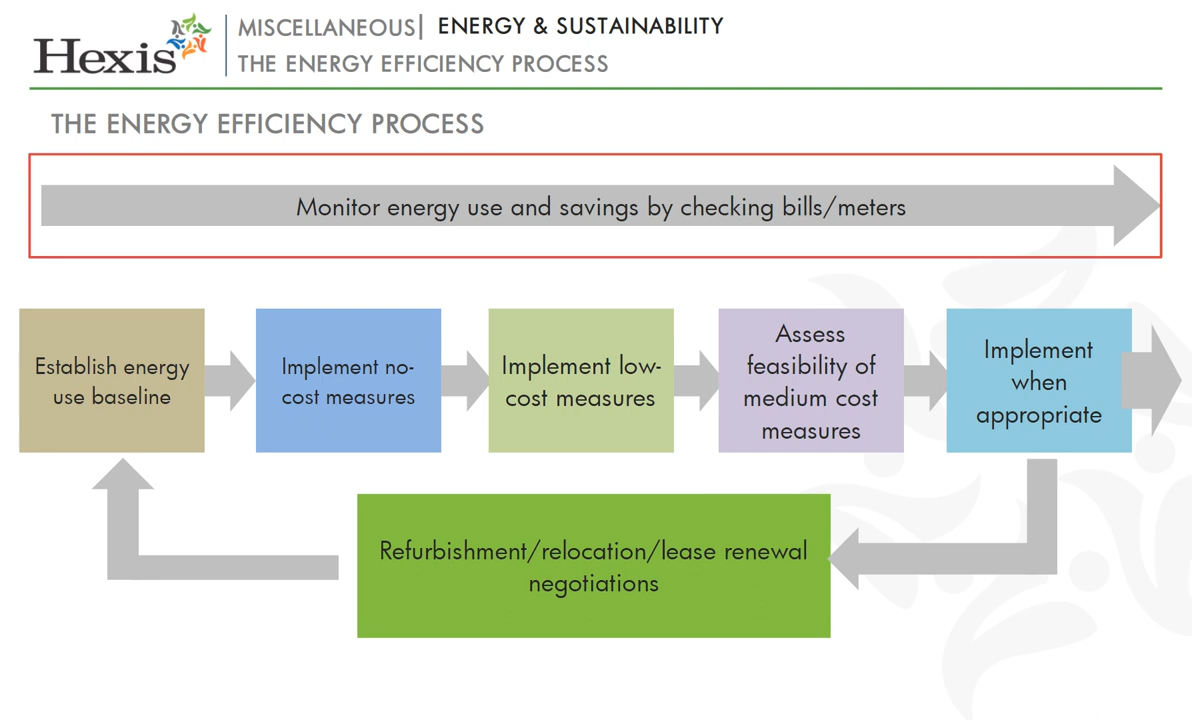 Hexis
MISCELLANEOUS| ENERGY & SUSTAINABILITY
THE ENERGY EFFICIENCY PROCESS
THE ENERGY EFFICIENCY PROCESS
Monitor energy use and savings by checking bills/meters
Establish energy
use baseline
Implement no-
cost measures
Implement low-
cost measures
Assess
feasibility of
medium cost
measures
Implement
when
appropriate
Refurbishment/relocation/lease renewal
negotiations